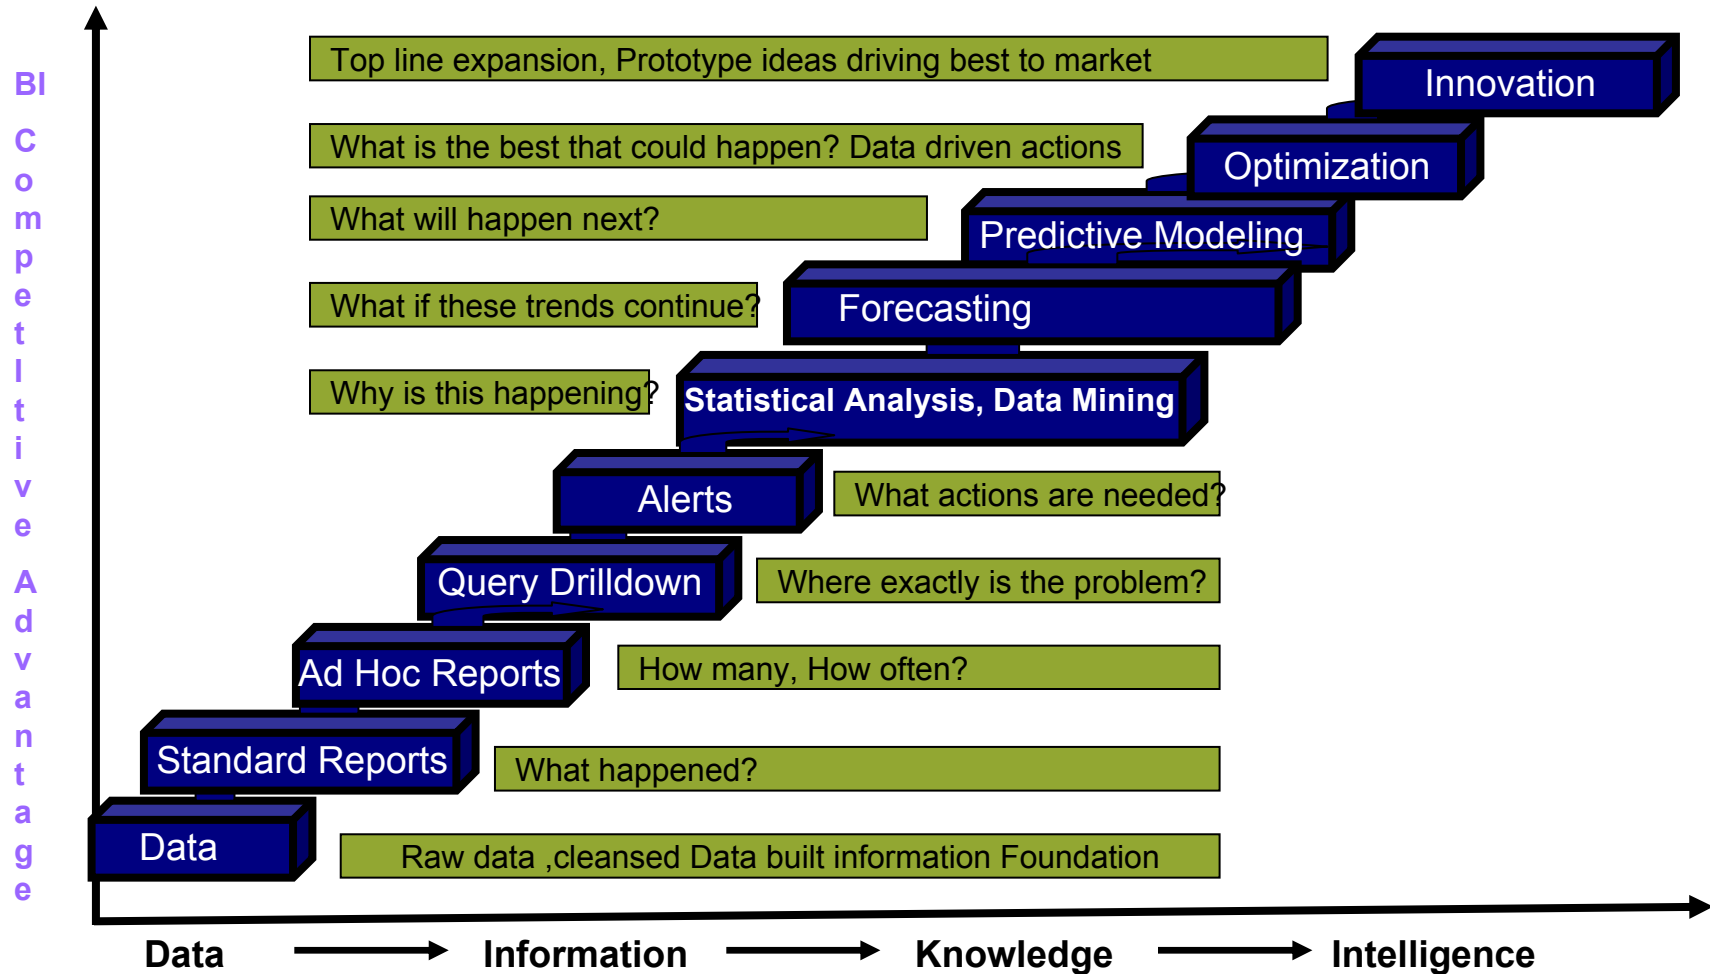 BI Compet​Itive Advantage
Top line expansion, Prototype ideas driving best to market
Innovation
What is the best that could happen? Data driven actions
Optimization
What will happen next?
Predictive Modeling
What if these trends continue?
Forecasting
Why is this happening?
Statistical Analysis, Data Mining
Alerts
What actions are needed?
Query Drilldown
Where exactly is the problem?
Ad Hoc Reports
How many, How often?
Standard Reports
What happened?
Data
Raw data ,cleansed Data built information Foundation
Data
Information
Knowledge
Intelligence